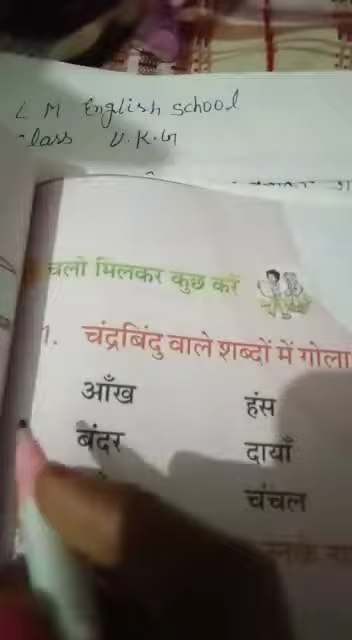 L M English school
class U.K.G
चलो मिलकर कुछ करें
1. चंद्रबिंदु वाले शब्दों में गोला
आँख हंस
बंदर दायाँ
चंचल